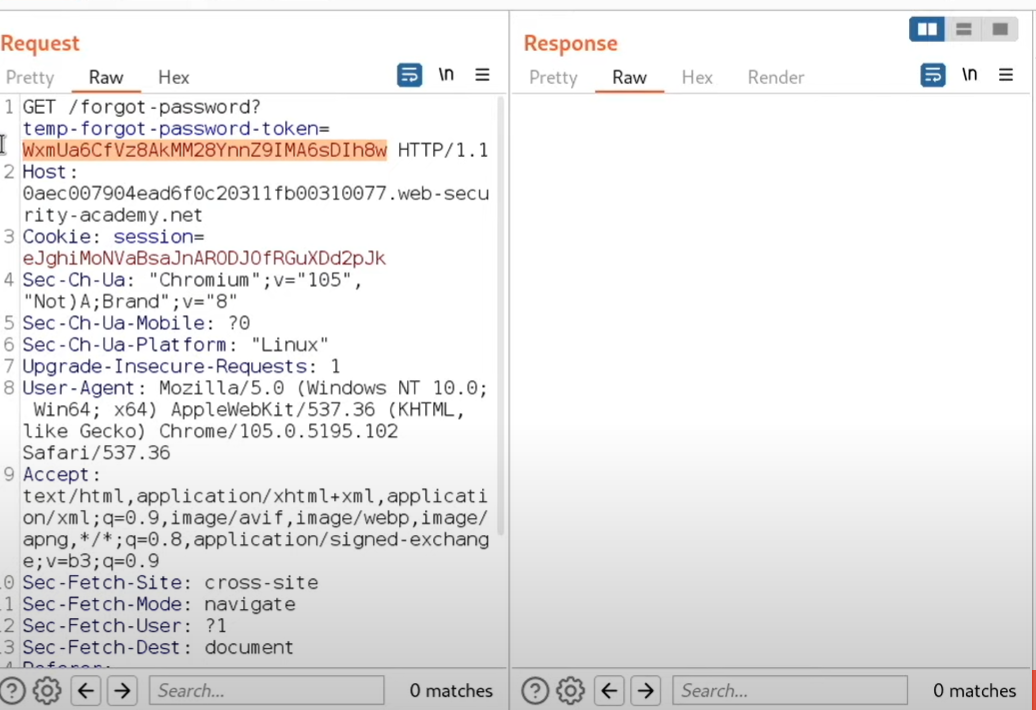 Request
Response
Pretty Raw Hex \n
Pretty Raw Hex Render \n
1 GET /forgot-password?
temp-forgot-password-token=
WxmUa6CfVz8AkMM28YnnZ9IMA6sDIh8w HTTP/1.1
2 Host:
0aec007904ead6f0c20311fb00310077.web-secu
rity-academy.net
3 Cookie: session=
eJghiMoNVaBsaJnARODJOfRGuXDd2pJk
4 Sec-Ch-Ua: "Chromium";v="105",
"Not)A;Brand";v="8"
5 Sec-Ch-Ua-Mobile: ?0
6 Sec-Ch-Ua-Platform: "Linux"
7 Upgrade-Insecure-Requests: 1
8 User-Agent: Mozilla/5.0 (Windows NT 10.0;
Win64; x64) AppleWebKit/537.36 (KHTML,
like Gecko) Chrome/105.0.5195.102
Safari/537.36
9 Accept:
text/html,application/xhtml+xml,applicati
on/xml;q=0.9,image/avif,image/webp,image/
apng,*/*;q=0.8,application/signed-exchang
e;v=b3;q=0.9
0 Sec-Fetch-Site: cross-site
1 Sec-Fetch-Mode: navigate
2 Sec-Fetch-User: ?1
3 Sec-Fetch-Dest: document
4 Referer:
Search... 0 matches
Search... 0 matches